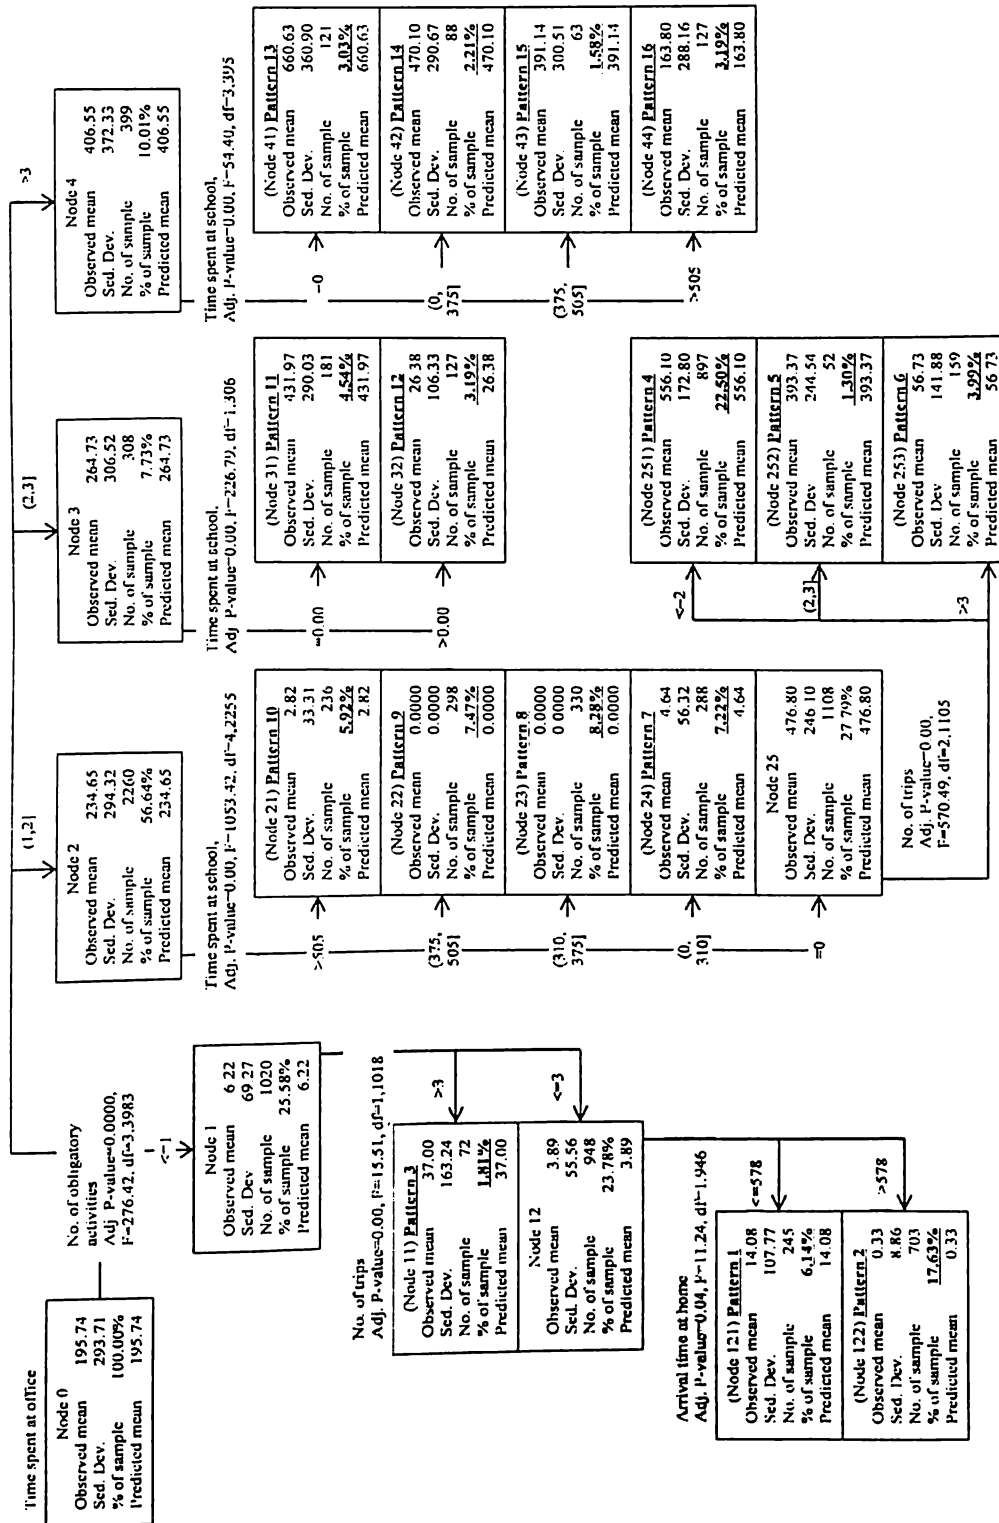 Time spent at office
Node 0
Observed mean 195.74
Sed. Dev. 293.71
% of sample 100.00%
Predicted mean 195.74
No. of obligatory
activities
Adj P-value=0.0000,
F=276.42, df=3.3983
<=1
(1,2]
(2,3]
>3
Node 1
Observed mean 6 22
Sed. Dev 69.27
No. of sample 1020
% of sample 25.58%
Predicted mean 6.22
Node 2
Observed mean 234.65
Sed. Dev. 294.32
No. of sample 2260
% of sample 56.64%
Predicted mean 234.65
Node 3
Observed mean 264.73
Sed. Dev. 306.52
No. of sample 308
% of sample 7.73%
Predicted mean 264.73
Node 4
Observed mean 406.55
Sed. Dev. 372.33
No. of sample 399
% of sample 10.01%
Predicted mean 406.55
No. of trips
Adj. P-value=0.00, F=15.51, df=1,1018
>3
<=3
(Node 11) Pattern 3
Observed mean 37.00
Sed. Dev. 163.24
No. of sample 72
% of sample 1.81%
Predicted mean 37.00
Node 12
Observed mean 3.89
Sed. Dev. 55.56
No. of sample 948
% of sample 23.78%
Predicted mean 3.89
Arrival time at home
Adj. P-value=0.04, F=11.24, df=1.946
<=578
>578
(Node 121) Pattern 1
Observed mean 14.08
Sed. Dev. 107.77
No. of sample 245
% of sample 6.14%
Predicted mean 14.08
(Node 122) Pattern 2
Observed mean 0.33
Sed. Dev. 8.86
No. of sample 703
% of sample 17.63%
Predicted mean 0.33
Time spent at school,
Adj. P-value=0.00, F=1053.42, df=4,2255
>505
(375,
505]
(310,
375]
(0,
310]
=0
(Node 21) Pattern 10
Observed mean 2.82
Sed. Dev. 33.31
No. of sample 236
% of sample 5.92%
Predicted mean 2.82
(Node 22) Pattern 9
Observed mean 0.0000
Sed. Dev. 0.0000
No. of sample 298
% of sample 7.47%
Predicted mean 0.0000
(Node 23) Pattern 8
Observed mean 0.0000
Sed. Dev. 0 0000
No. of sample 330
% of sample 8.28%
Predicted mean 0.0000
(Node 24) Pattern 7
Observed mean 4.64
Sed. Dev. 56.32
No. of sample 288
% of sample 7.22%
Predicted mean 4.64
Node 25
Observed mean 476.80
Sed. Dev. 246 10
No. of sample 1108
% of sample 27 79%
Predicted mean 476.80
No. of trips
Adj. P-value=0.00,
F=570.49, df=2,1105
<=2
(2,3]
>3
(Node 251) Pattern 4
Observed mean 556.10
Sed. Dev. 172.80
No. of sample 897
% of sample 22.50%
Predicted mean 556.10
(Node 252) Pattern 5
Observed mean 393.37
Sed. Dev. 244.54
No. of sample 52
% of sample 1.30%
Predicted mean 393.37
(Node 253) Pattern 6
Observed mean 56.73
Sed. Dev 141.88
No. of sample 159
% of sample 3.99%
Predicted mean 56 73
Time spent at school,
Adj. P-value=0.00, F=226.79, df=1.306
=0.00
>0.00
(Node 31) Pattern 11
Observed mean 431.97
Sed. Dev. 290.03
No. of sample 181
% of sample 4.54%
Predicted mean 431.97
(Node 32) Pattern 12
Observed mean 26.38
Sed. Dev. 106.33
No. of sample 127
% of sample 3.19%
Predicted mean 26.38
Time spent at school,
Adj. P-value=0.00, F=54.40, df=3.395
=0
(0,
375]
(375,
505]
>505
(Node 41) Pattern 13
Observed mean 660.63
Sed. Dev. 360.90
No. of sample 121
% of sample 3.03%
Predicted mean 660.63
(Node 42) Pattern 14
Observed mean 470.10
Sed. Dev. 290.67
No. of sample 88
% of sample 2.21%
Predicted mean 470.10
(Node 43) Pattern 15
Observed mean 391.14
Sed. Dev. 300.51
No. of sample 63
% of sample 1.58%
Predicted mean 391.14
(Node 44) Pattern 16
Observed mean 163.80
Sed. Dev. 288.16
No. of sample 127
% of sample 3.19%
Predicted mean 163.80